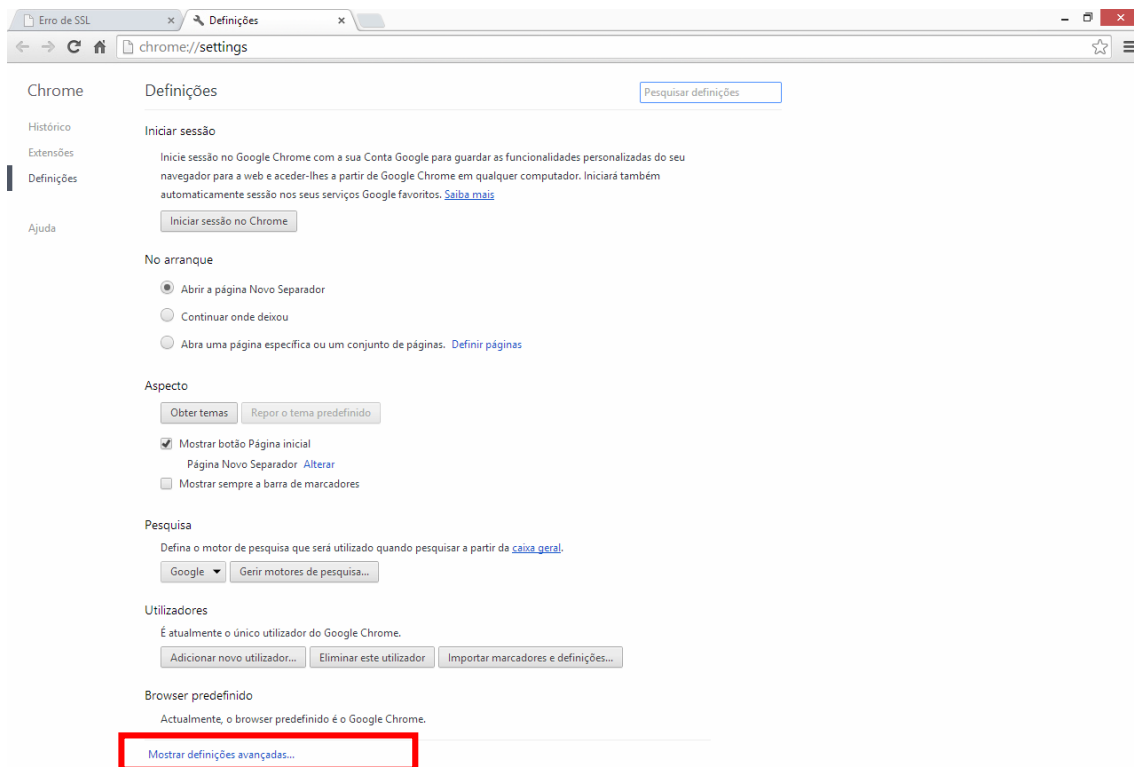 Erro de SSL
Definições
chrome://settings
Chrome
Definições
Pesquisar definições
Histórico
Extensões
Definições
Ajuda
Iniciar sessão
Inicie sessão no Google Chrome com a sua Conta Google para guardar as funcionalidades personalizadas do seu
navegador para a web e aceder-lhes a partir de Google Chrome em qualquer computador. Iniciará também
automaticamente sessão nos seus serviços Google favoritos. Saiba mais
Iniciar sessão no Chrome
No arranque
Abrir a página Novo Separador
Continuar onde deixou
Abra uma página específica ou um conjunto de páginas. Definir páginas
Aspecto
Obter temas Repor o tema predefinido
Mostrar botão Página inicial
Página Novo Separador Alterar
Mostrar sempre a barra de marcadores
Pesquisa
Defina o motor de pesquisa que será utilizado quando pesquisar a partir da caixa geral.
Google Gerir motores de pesquisa...
Utilizadores
É atualmente o único utilizador do Google Chrome.
Adicionar novo utilizador... Eliminar este utilizador Importar marcadores e definições...
Browser predefinido
Actualmente, o browser predefinido é o Google Chrome.
Mostrar definições avançadas...